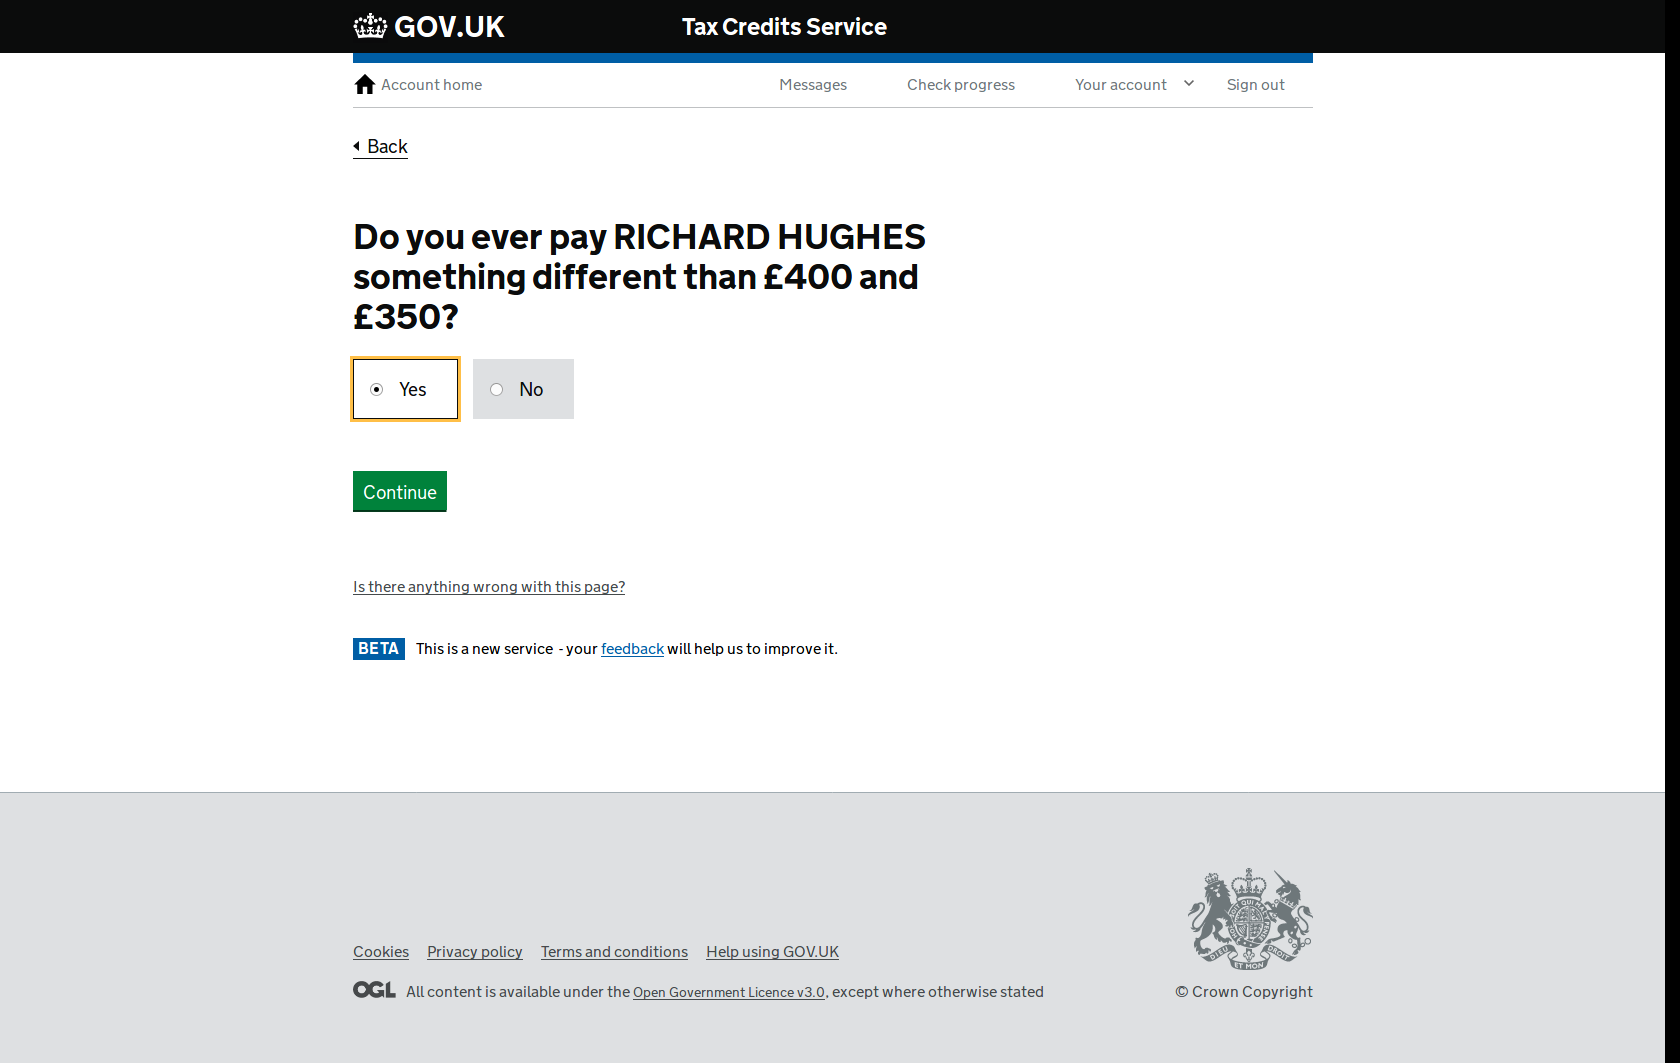 GOV.UK
Tax Credits Service
Account home
Messages
Check progress
Your account
Sign out
Back
Do you ever pay RICHARD HUGHES
something different than £400 and
£350?
Yes
No
Continue
Is there anything wrong with this page?
BETA This is a new service - your feedback will help us to improve it.
Cookies
Privacy policy
Terms and conditions
Help using GOV.UK
OGL All content is available under the Open Government Licence v3.0, except where otherwise stated
© Crown Copyright